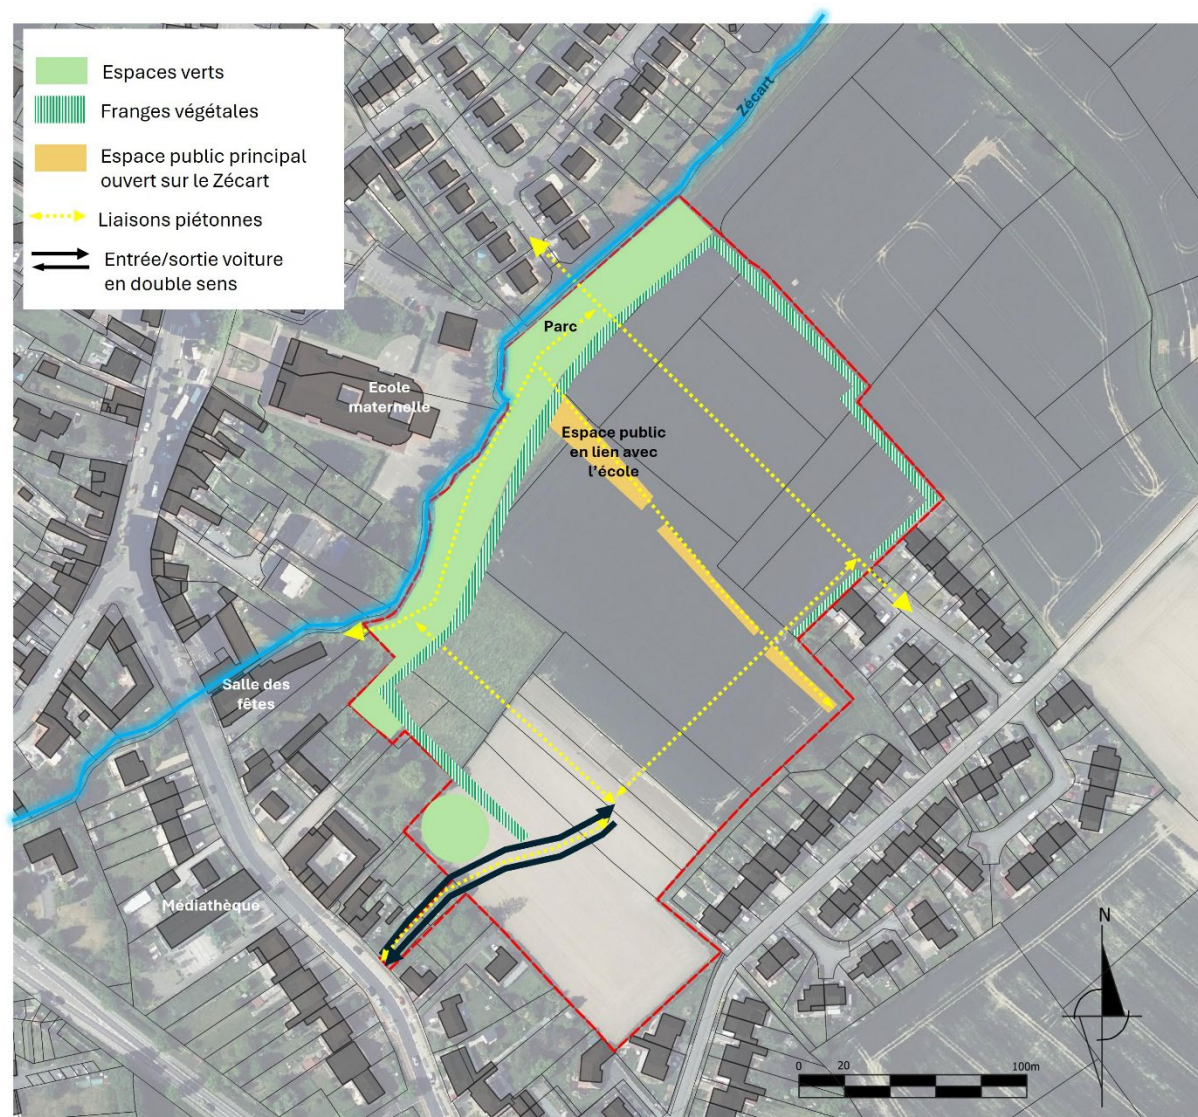 Espaces verts
Franges végétales
Espace public principal
ouvert sur le Zécart
Liaisons piétonnes
Entrée/sortie voiture
en double sens
Zécart
Parc
Ecole
maternelle
Espace public
en lien avec
l'école
Salle des
fêtes
Médiathèque
N
0 20 100m